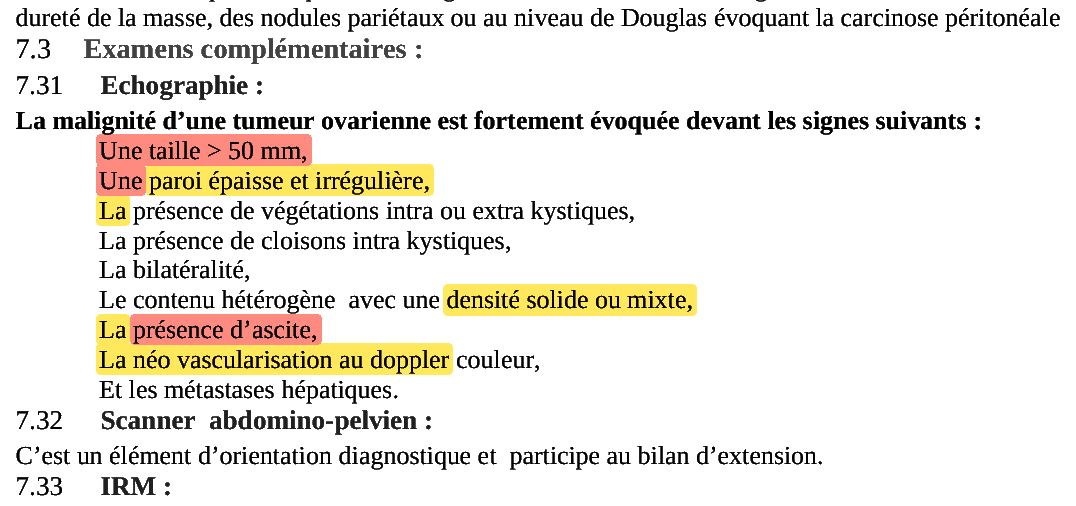 dureté de la masse, des nodules pariétaux ou au niveau de Douglas évoquant la carcinose péritonéale
7.3 Examens complémentaires :
7.31 Echographie :
La malignité d’une tumeur ovarienne est fortement évoquée devant les signes suivants :
Une taille > 50 mm,
Une paroi épaisse et irrégulière,
La présence de végétations intra ou extra kystiques,
La présence de cloisons intra kystiques,
La bilatéralité,
Le contenu hétérogène avec une densité solide ou mixte,
La présence d’ascite,
La néo vascularisation au doppler couleur,
Et les métastases hépatiques.
7.32 Scanner abdomino-pelvien :
C’est un élément d’orientation diagnostique et participe au bilan d’extension.
7.33 IRM :